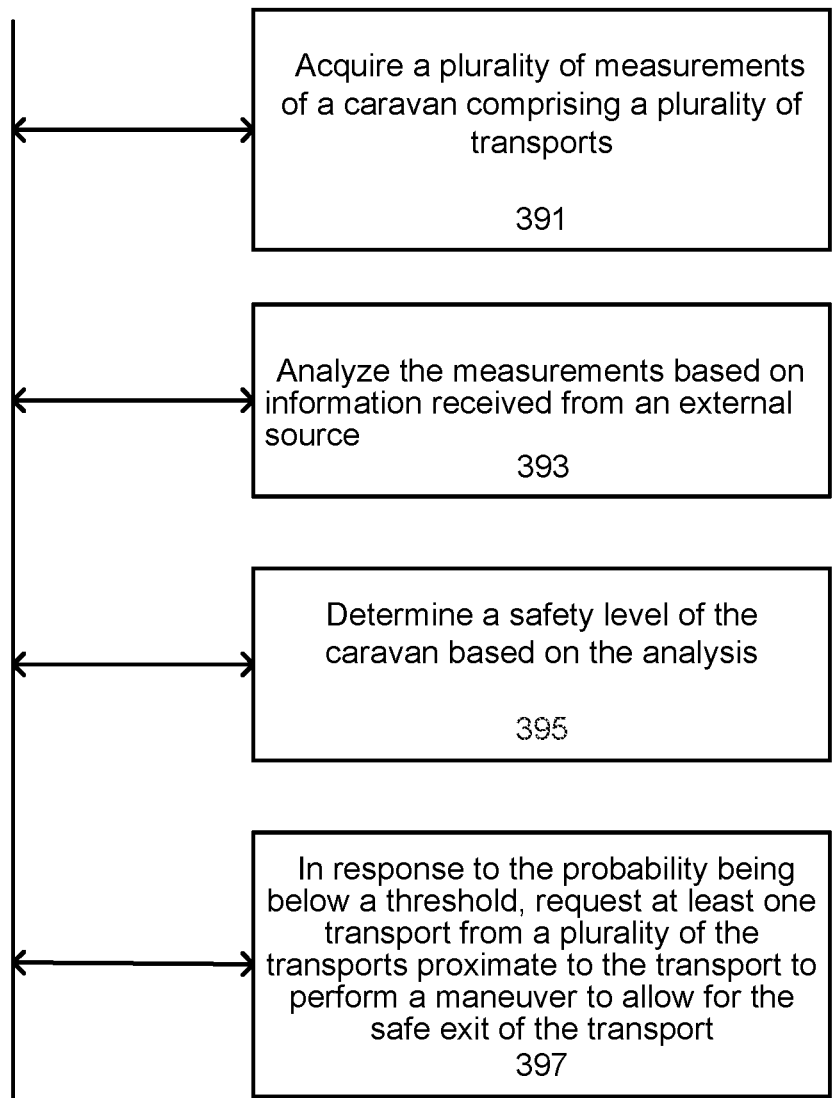 Acquire a plurality of measurements
of a caravan comprising a plurality of
transports
391
Analyze the measurements based on
information received from an external
source
393
Determine a safety level of the
caravan based on the analysis
395
In response to the probability being
below a threshold, request at least one
transport from a plurality of the
transports proximate to the transport to
perform a maneuver to allow for the
safe exit of the transport
397